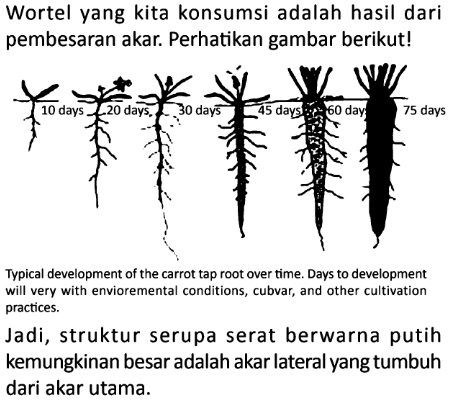 Wortel yang kita konsumsi adalah hasil dari
pembesaran akar. Perhatikan gambar berikut!
10 days 20 days 30 days 45 days 60 days 75 days
Typical development of the carrot tap root over time. Days to development
will very with envioremental conditions, cubvar, and other cultivation
practices.
Jadi, struktur serupa serat berwarna putih
kemungkinan besar adalah akar lateral yang tumbuh
dari akar utama.